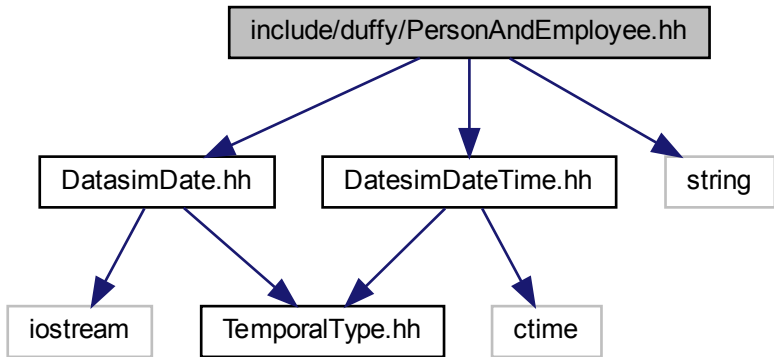 include/duffy/PersonAndEmployee.hh
DatasimDate.hh
DatesimDateTime.hh
string
iostream
TemporalType.hh
ctime